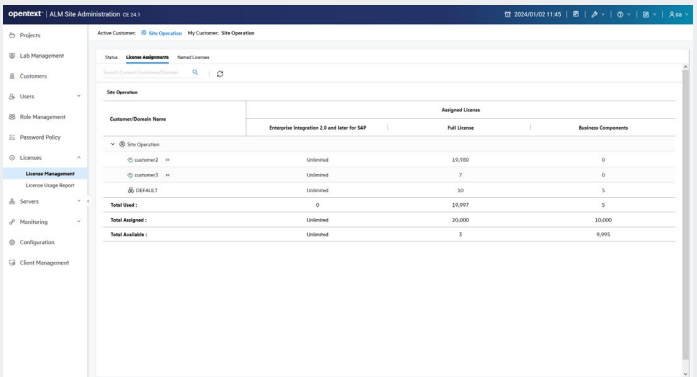 opentext | ALM Site Administration CE 24.1
2024/01/02 11:45
sa
Projects
Lab Management
Customers
Users
Role Management
Password Policy
Licenses
License Management
License Usage Report
Servers
Monitoring
Configuration
Client Management
Active Customer: Site Operation My Customer: Site Operation
Status License Assignments Named Licenses
Search Current Customer/Domain
Site Operation
Customer/Domain Name
Assigned License
Enterprise Integration 2.0 and later for SAP Full License Business Components
Site Operation
customer2 Unlimited 19,980 0
customer3 Unlimited 7 0
DEFAULT Unlimited 10 5
Total Used : 0 19,997 5
Total Assigned : Unlimited 20,000 10,000
Total Available : Unlimited 3 9,995